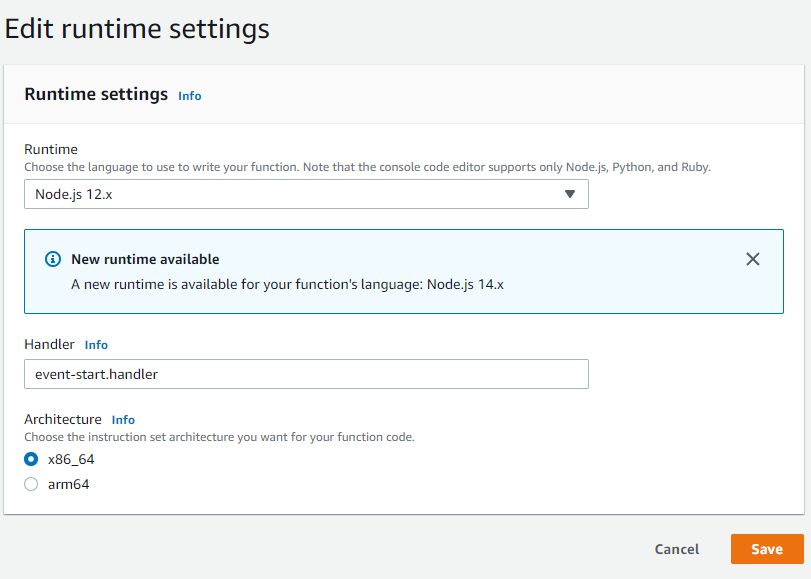 Edit runtime settings
Runtime settings Info
Runtime
Choose the language to use to write your function. Note that the console code editor supports only Node.js, Python, and Ruby.
Node.js 12.x
New runtime available
A new runtime is available for your function's language: Node.js 14.x
Handler Info
event-start.handler
Architecture Info
Choose the instruction set architecture you want for your function code.
x86_64
arm64
Cancel Save